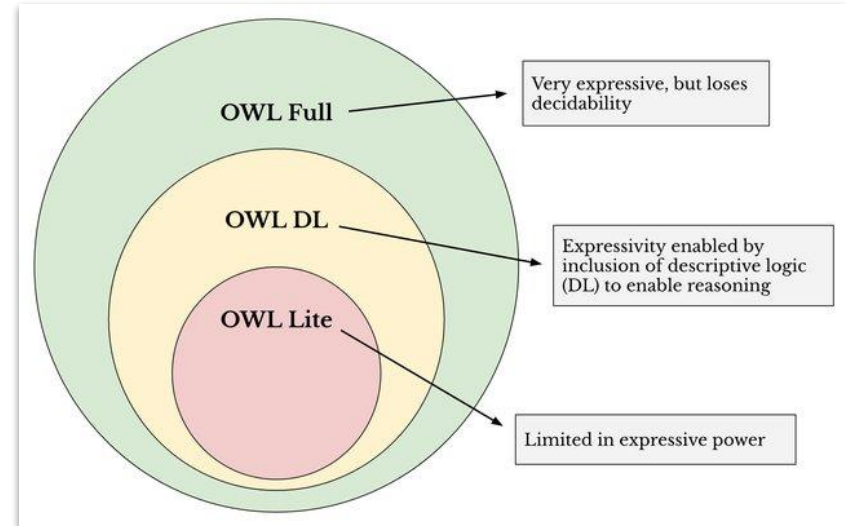 OWL Full
Very expressive, but loses
decidability
OWL DL
Expressivity enabled by
inclusion of descriptive logic
(DL) to enable reasoning
OWL Lite
Limited in expressive power